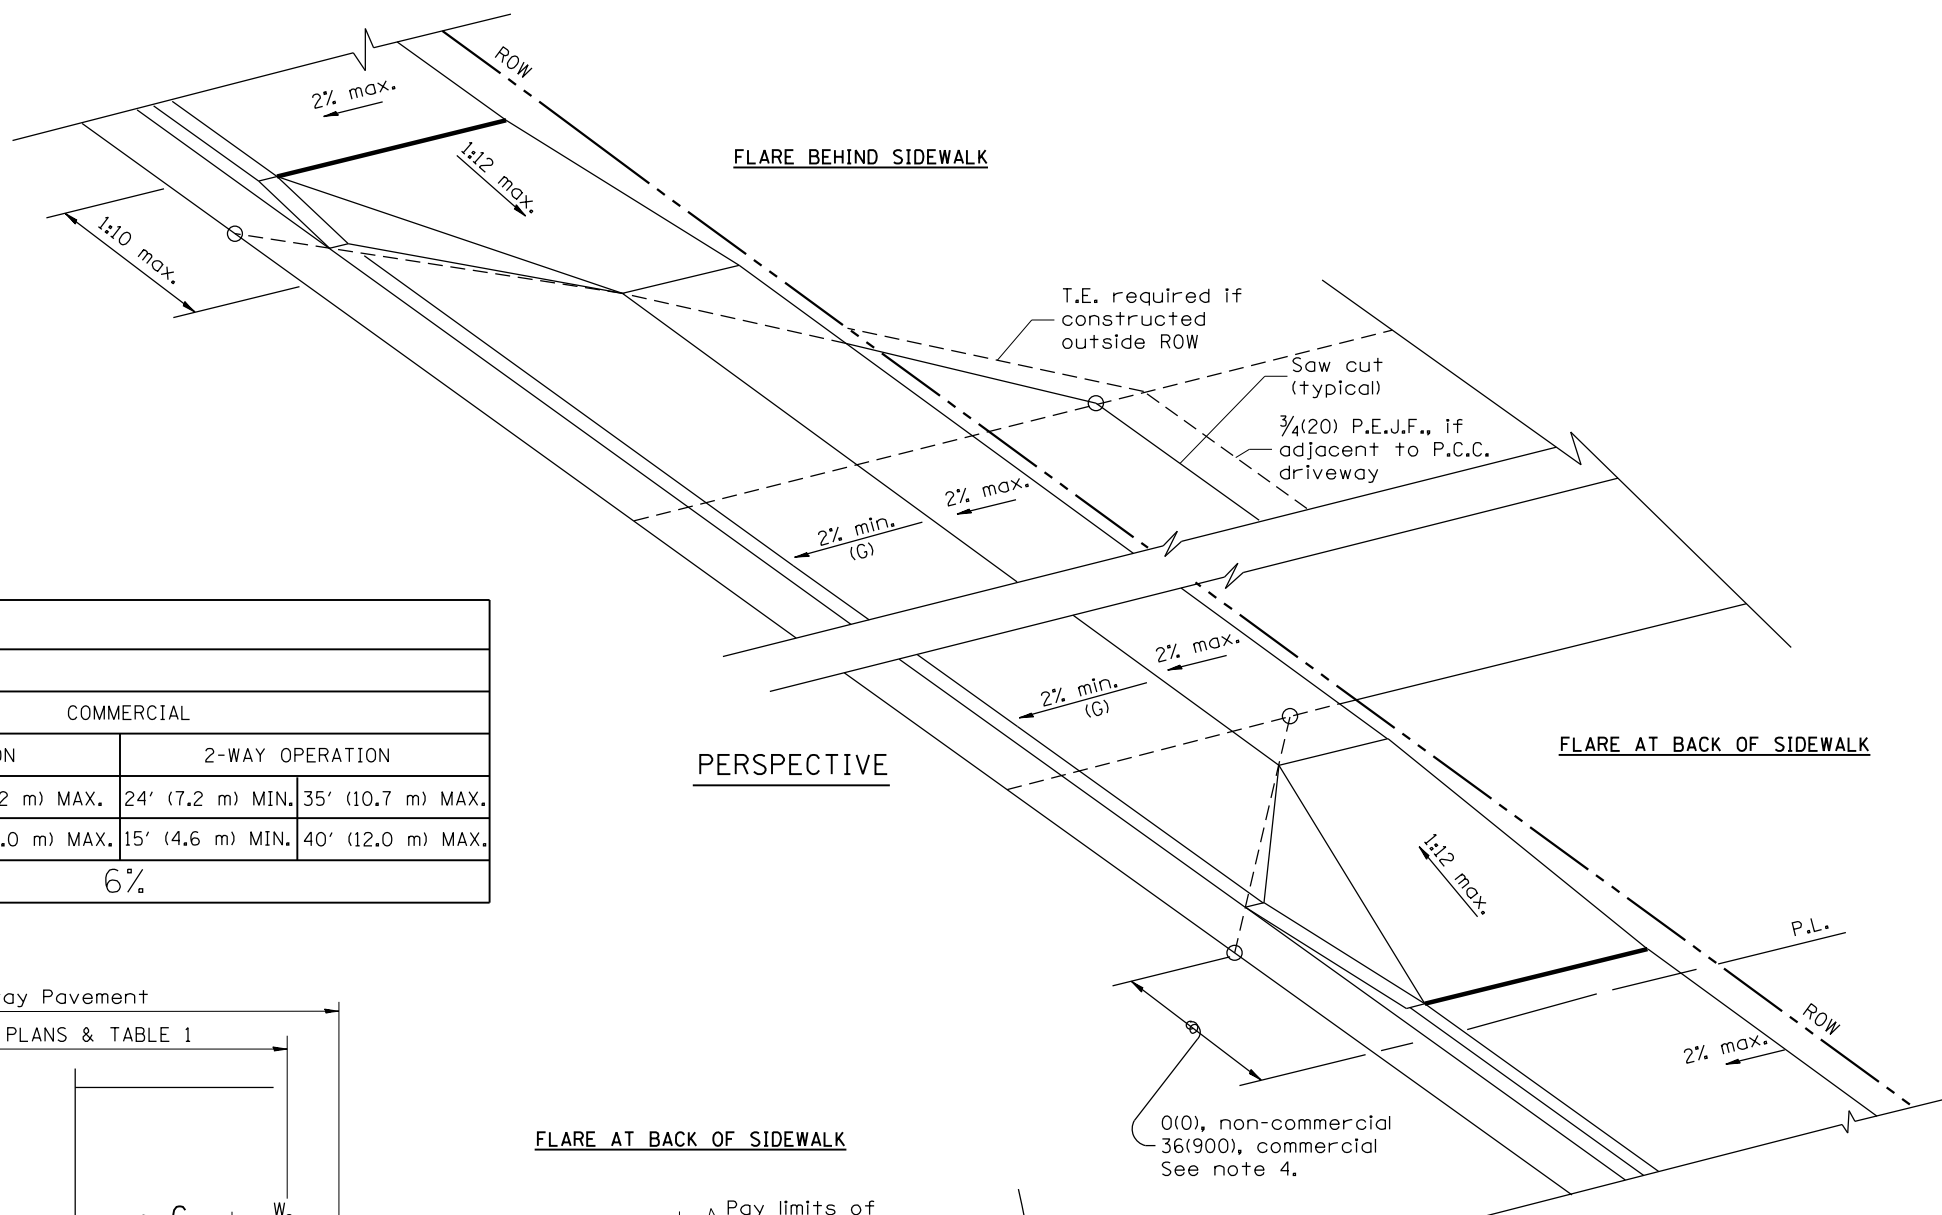 ROW
2% max.
1:12 max.
FLARE BEHIND SIDEWALK
1:10 max.
T.E. required if
constructed
outside ROW
Saw cut
(typical)
¾(20) P.E.J.F., if
adjacent to P.C.C.
driveway
2% max.
2% min.
(G)
2% max.
2% min.
(G)
PERSPECTIVE
FLARE AT BACK OF SIDEWALK
COMMERCIAL
2-WAY OPERATION
m) MAX.
24' (7.2 m) MIN.
35' (10.7 m) MAX.
m) MAX.
15' (4.6 m) MIN.
40' (12.0 m) MAX.
6%
1:12 max.
P.L.
ROW
2% max.
Pavement
PLANS & TABLE 1
0(0), non-commercial
36(900), commercial
See note 4.
FLARE AT BACK OF SIDEWALK
Pay limits of